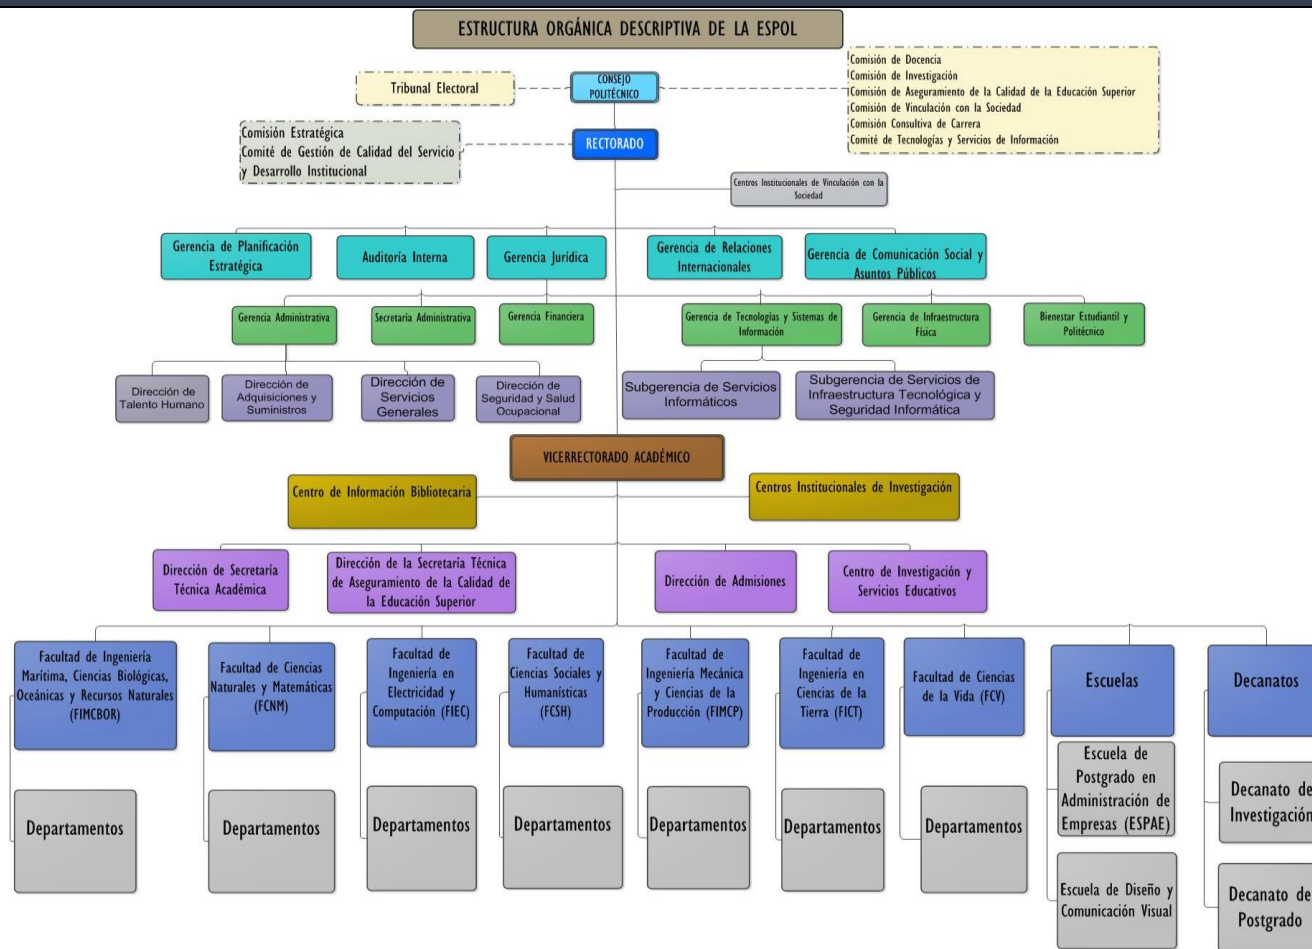 ESTRUCTURA ORGÁNICA DESCRIPTIVA DE LA ESPOL
Tribunal Electoral
CONSEJO
POLITÉCNICO
Comisión de Docencia
Comisión de Investigación
Comisión de Aseguramiento de la Calidad de la Educación Superior
Comisión de Vinculación con la Sociedad
Comisión Consultiva de Carrera
Comité de Tecnologías y Servicios de Información
Comisión Estratégica
Comité de Gestión de Calidad del Servicio
y Desarrollo Institucional
RECTORADO
Centros Institucionales de Vinculación con la
Sociedad
Gerencia de Planificación
Estratégica
Auditoría Interna
Gerencia Jurídica
Gerencia de Relaciones
Internacionales
Gerencia de Comunicación Social y
Asuntos Públicos
Gerencia Administrativa
Secretaría Administrativa
Gerencia Financiera
Gerencia de Tecnologías y Sistemas de
Información
Gerencia de Infraestructura
Física
Bienestar Estudiantil y
Politécnico
Dirección de
Talento Humano
Dirección de
Adquisiciones y
Suministros
Dirección de
Servicios
Generales
Dirección de
Seguridad y Salud
Ocupacional
Subgerencia de Servicios
Informáticos
Subgerencia de Servicios de
Infraestructura Tecnológica y
Seguridad Informática
VICERRECTORADO ACADÉMICO
Centro de Información Bibliotecaria
Centros Institucionales de Investigación
Dirección de Secretaría
Técnica Académica
Dirección de la Secretaría Técnica
de Aseguramiento de la Calidad de
la Educación Superior
Dirección de Admisiones
Centro de Investigación y
Servicios Educativos
Facultad de Ingeniería
Marítima, Ciencias Biológicas,
Oceánicas y Recursos Naturales
(FIMCBOR)
Facultad de Ciencias
Naturales y Matemáticas
(FCNM)
Facultad de
Ingeniería en
Electricidad y
Computación (FIEC)
Facultad de
Ciencias Sociales y
Humanísticas
(FCSH)
Facultad de
Ingeniería Mecánica
y Ciencias de la
Producción (FIMCP)
Facultad de
Ingeniería en
Ciencias de la
Tierra (FICT)
Facultad de Ciencias
de la Vida (FCV)
Escuelas
Decanatos
Departamentos
Departamentos
Departamentos
Departamentos
Departamentos
Departamentos
Departamentos
Escuela de
Postgrado en
Administración de
Empresas (ESPAE)
Decanato de
Investigación
Escuela de Diseño y
Comunicación Visual
Decanato de
Postgrado